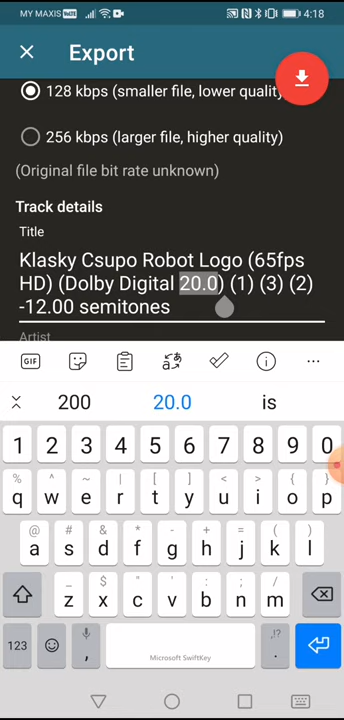 MY MAXIS VoLTE 4:18
Export
128 kbps (smaller file, lower quality)
256 kbps (larger file, higher quality)
(Original file bit rate unknown)
Track details
Title
Klasky Csupo Robot Logo (65fps
HD) (Dolby Digital 20.0) (1) (3) (2)
-12.00 semitones
Artist
GIF
200 20.0 is
1 2 3 4 5 6 7 8 9 0
^ ~ | [ ] < > { }
q w e r t y u i o p
@ # & * - + = ( )
a s d f g h j k l
_ $ " ' : ; /
z x c v b n m
123 , Microsoft SwiftKey ,!? .